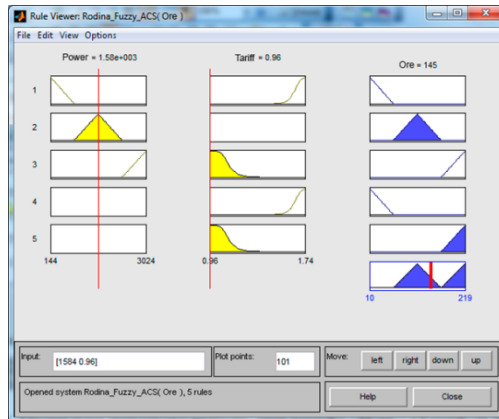 Rule Viewer: Rodina_Fuzzy_ACS( Ore )
File Edit View Options
Power = 1.58e+003
Tariff = 0.96
Ore = 145
1
2
3
4
5
144 3024
0.96 1.74
10 219
Input: [1584 0.96]
Plot points: 101
Move: left right down up
Opened system Rodina_Fuzzy_ACS( Ore ), 5 rules
Help Close